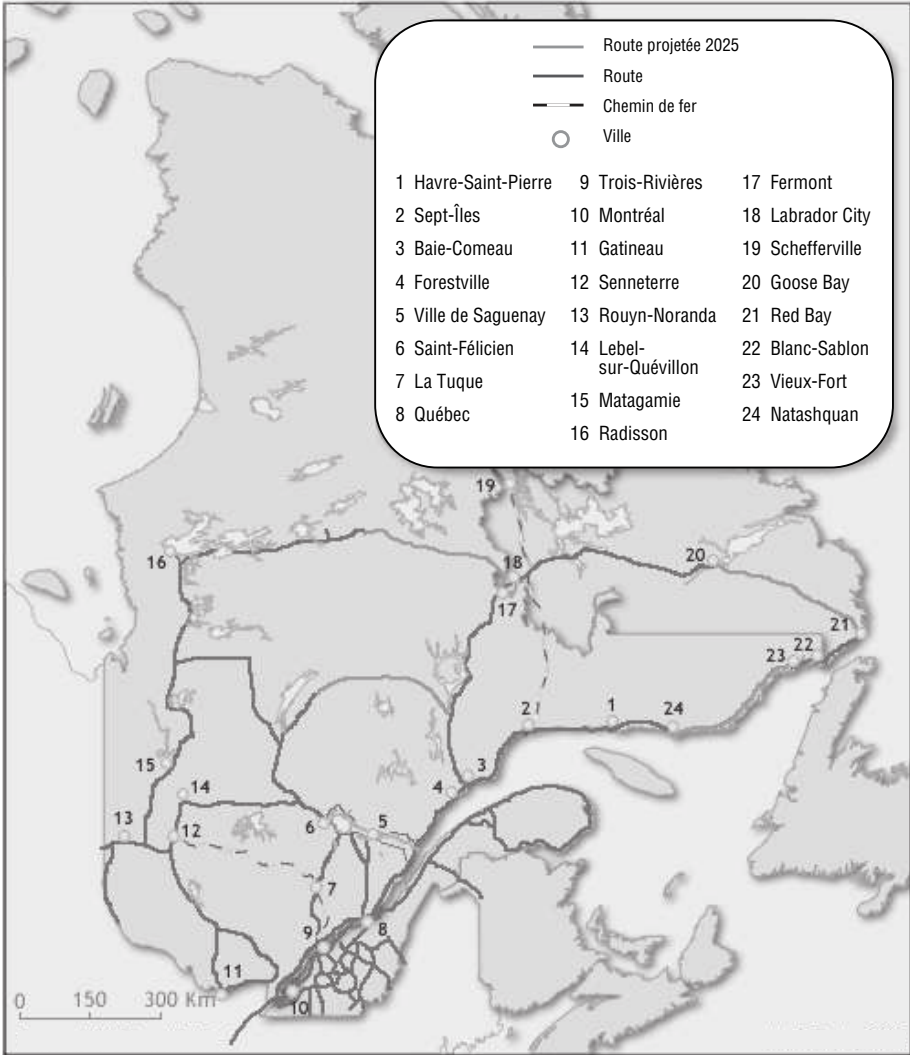 Route projetée 2025
Route
Chemin de fer
Ville
1 Havre-Saint-Pierre
2 Sept-Îles
3 Baie-Comeau
4 Forestville
5 Ville de Saguenay
6 Saint-Félicien
7 La Tuque
8 Québec
9 Trois-Rivières
10 Montréal
11 Gatineau
12 Senneterre
13 Rouyn-Noranda
14 Lebel-
sur-Quévillon
15 Matagamie
16 Radisson
17 Fermont
18 Labrador City
19 Schefferville
20 Goose Bay
21 Red Bay
22 Blanc-Sablon
23 Vieux-Fort
24 Natashquan
19
16
18
20
17
21
23 22
2 1 24
15
3
14
4
13 12
6 5
7
9 8
11
10
0 150 300 Km